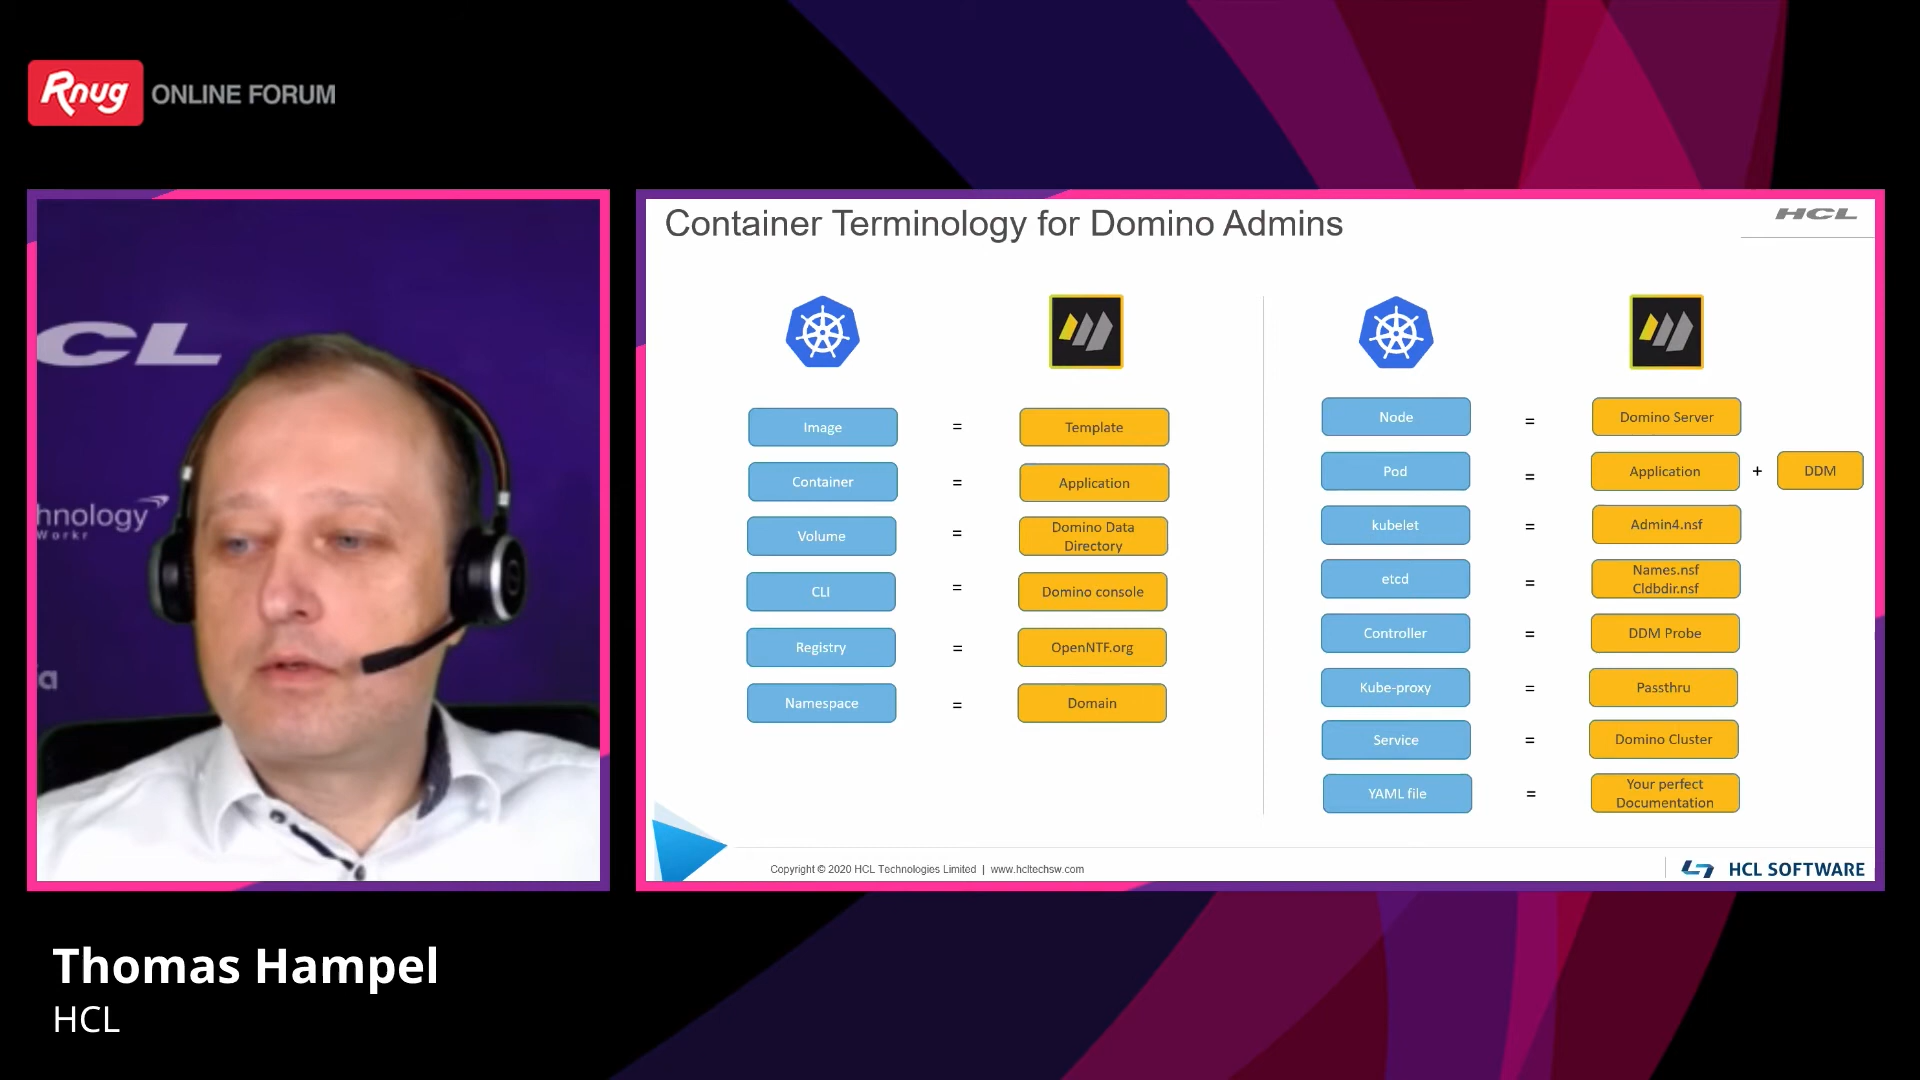 Rnug ONLINE FORUM
CL
hnology
Workr
a
Container Terminology for Domino Admins
HCL
Image = Template
Container = Application
Volume = Domino Data
Directory
CLI = Domino console
Registry = OpenNTF.org
Namespace = Domain
Node = Domino Server
Pod = Application + DDM
kubelet = Admin4.nsf
etcd = Names.nsf
Cldbdir.nsf
Controller = DDM Probe
Kube-proxy = Passthru
Service = Domino Cluster
YAML file = Your perfect
Documentation
Copyright © 2020 HCL Technologies Limited | www.hcltechsw.com
HCL SOFTWARE
Thomas Hampel
HCL